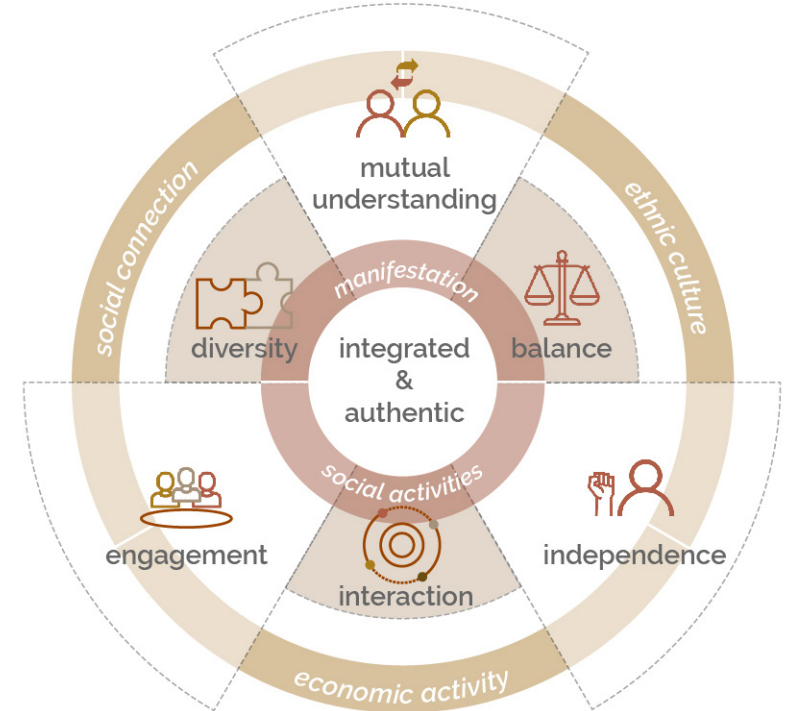 mutual
understanding
social connection
ethnic culture
manifestation
diversity
integrated
&
authentic
balance
social activities
engagement
interaction
independence
economic activity